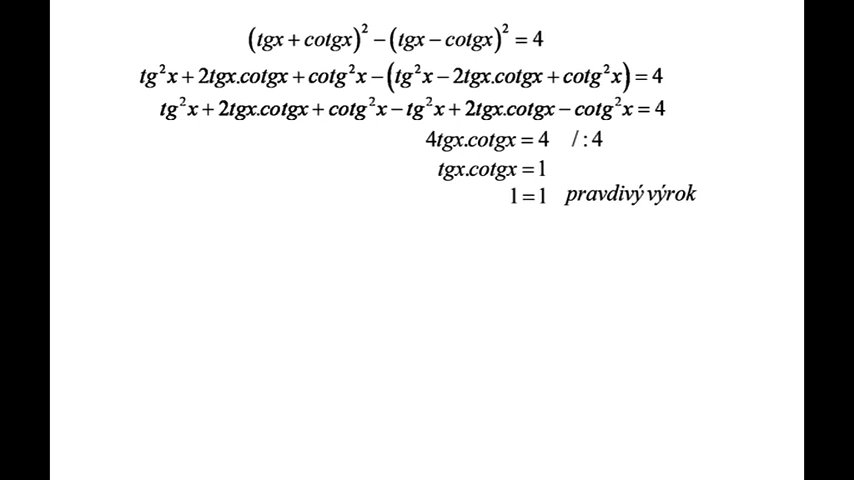 (tgx + cotgx)² − (tgx − cotgx)² = 4
tg²x + 2tgx.cotgx + cotg²x − (tg²x − 2tgx.cotgx + cotg²x) = 4
tg²x + 2tgx.cotgx + cotg²x − tg²x + 2tgx.cotgx − cotg²x = 4
4tgx.cotgx = 4 / : 4
tgx.cotgx = 1
1 = 1 pravdivý výrok